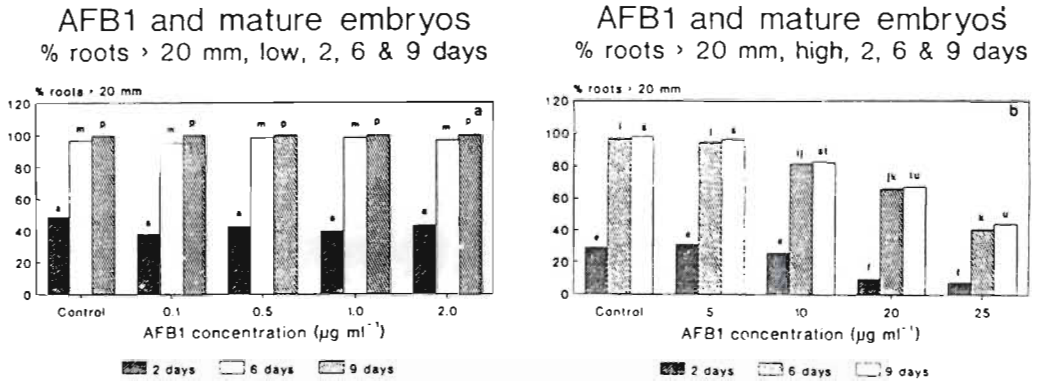 AFB1 and mature embryos
% roots > 20 mm, low, 2, 6 & 9 days
% roots > 20 mm
a
120
100
80
60
40
20
0
a m p
a m p
a m p
a m p
a m p
Control 0.1 0.5 1.0 2.0
AFB1 concentration (µg ml⁻¹)
2 days 6 days 9 days
AFB1 and mature embryos
% roots > 20 mm, high, 2, 6 & 9 days
% roots > 20 mm
b
120
100
80
60
40
20
0
e i s
e s
e ij st
f jk tu
f k u
Control 5 10 20 25
AFB1 concentration (µg ml⁻¹)
2 days 6 days 9 days